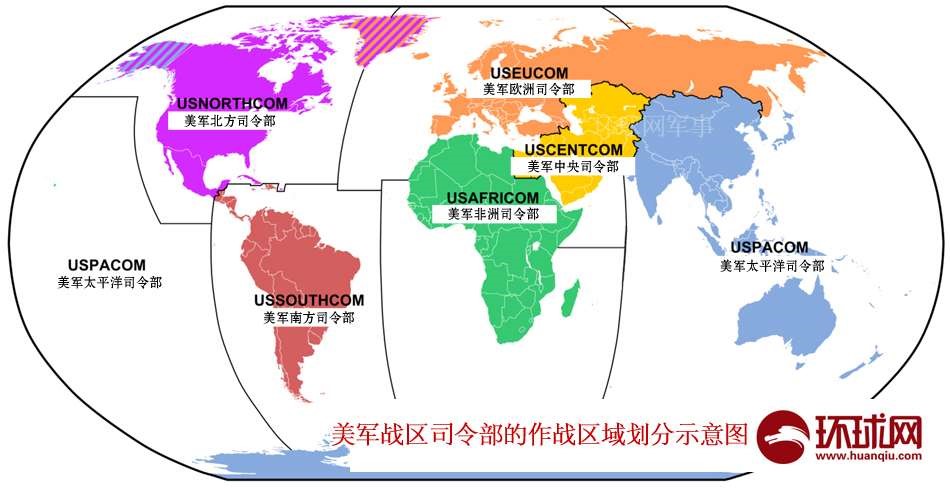 USEUCOM
美军欧洲司令部
USNORTHCOM
美军北方司令部
网军事
USCENTCOM
美军中央司令部
USAFRICOM
美军非洲司令部
USPACOM
美军太平洋司令部
USPACOM
美军太平洋司令部
USSOUTHCOM
美军南方司令部
美军战区司令部的作战区域划分示意图
环球网
www.huanqiu.com